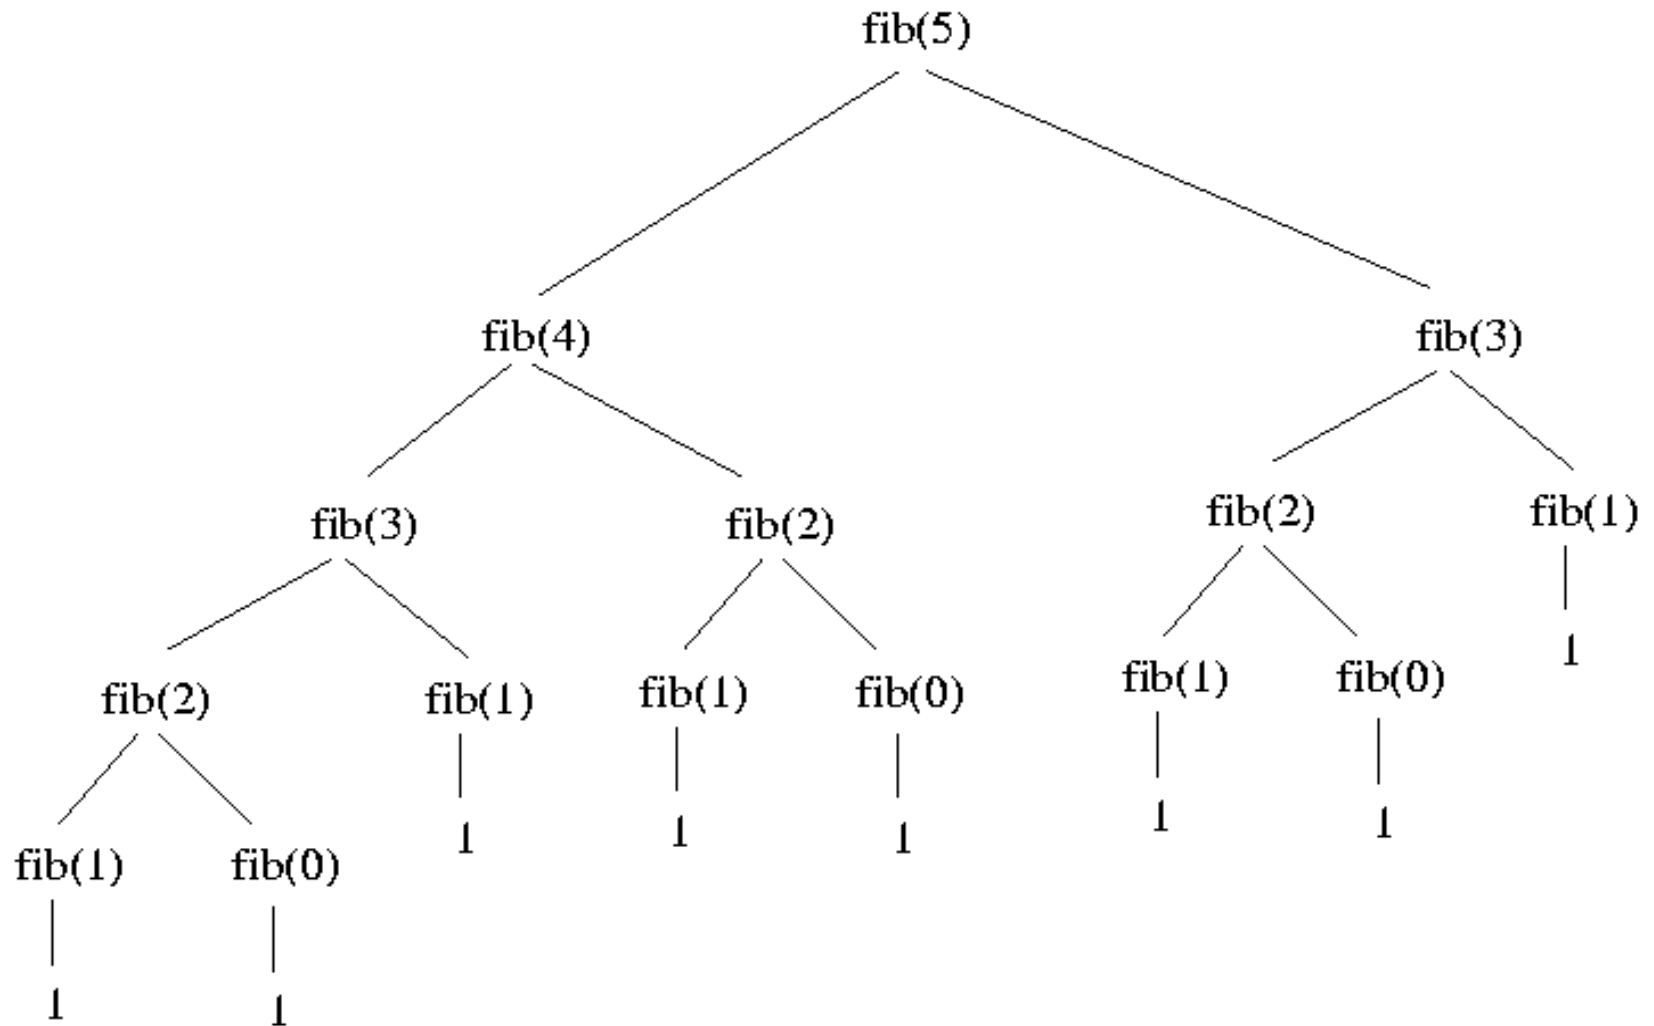 fib(5)
fib(4) fib(3)
fib(3) fib(2) fib(2) fib(1)
fib(2) fib(1) fib(1) fib(0) fib(1) fib(0) 1
fib(1) fib(0) 1 1 1 1 1
1 1